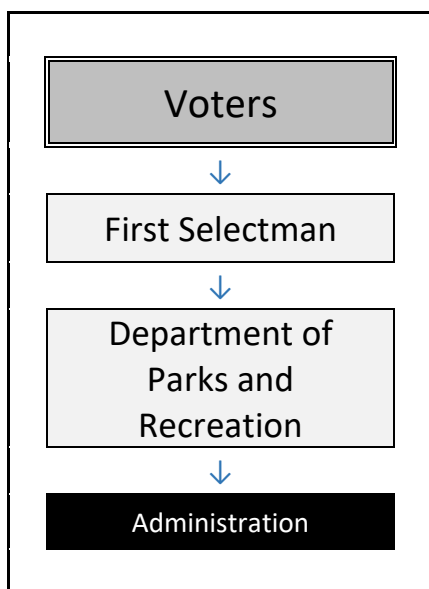 Voters
First Selectman
Department of
Parks and
Recreation
Administration